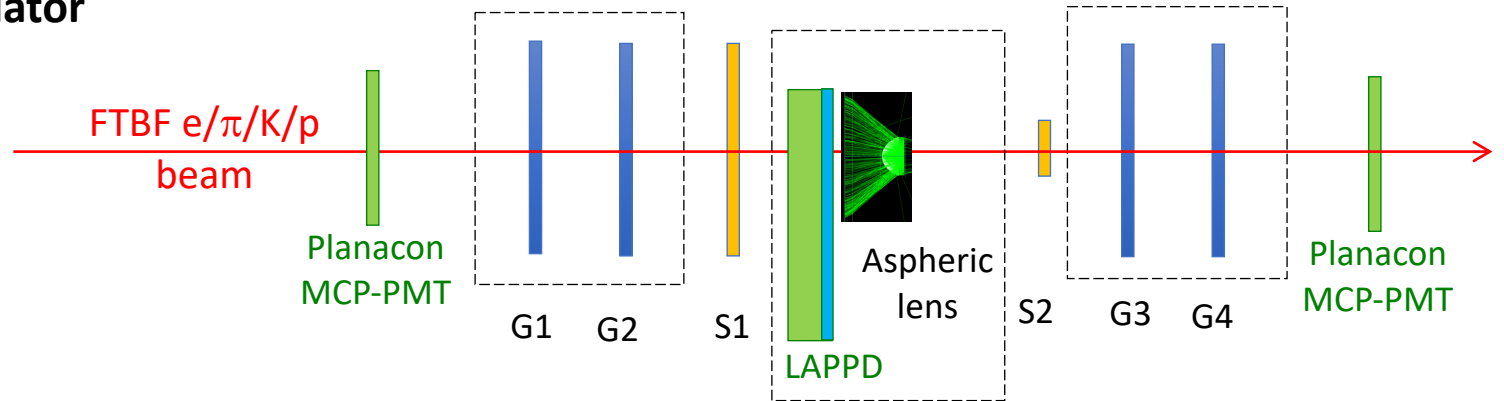 ator
FTBF e/π/K/p
beam
Planacon
MCP-PMT
G1
G2
S1
LAPPD
Aspheric
lens
S2
G3
G4
Planacon
MCP-PMT